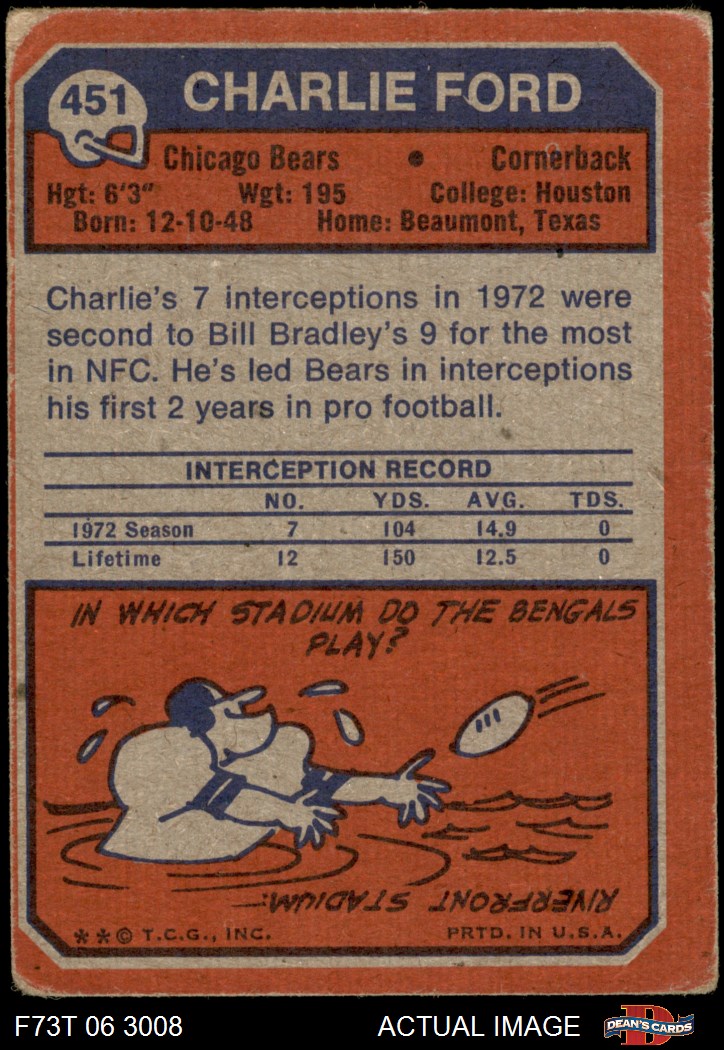 451
CHARLIE FORD
Chicago Bears • Cornerback
Hgt: 6'3" Wgt: 195 College: Houston
Born: 12-10-48 Home: Beaumont, Texas
Charlie's 7 interceptions in 1972 were
second to Bill Bradley's 9 for the most
in NFC. He's led Bears in interceptions
his first 2 years in pro football.
INTERCEPTION RECORD
NO. YDS. AVG. TDS.
1972 Season 7 104 14.9 0
Lifetime 12 150 12.5 0
IN WHICH STADIUM DO THE BENGALS
PLAY?
RIVERFRONT STADIUM.
**© T.C.G., INC. PRTD. IN U.S.A.
F73T 06 3008 ACTUAL IMAGE D DEAN'S CARDS